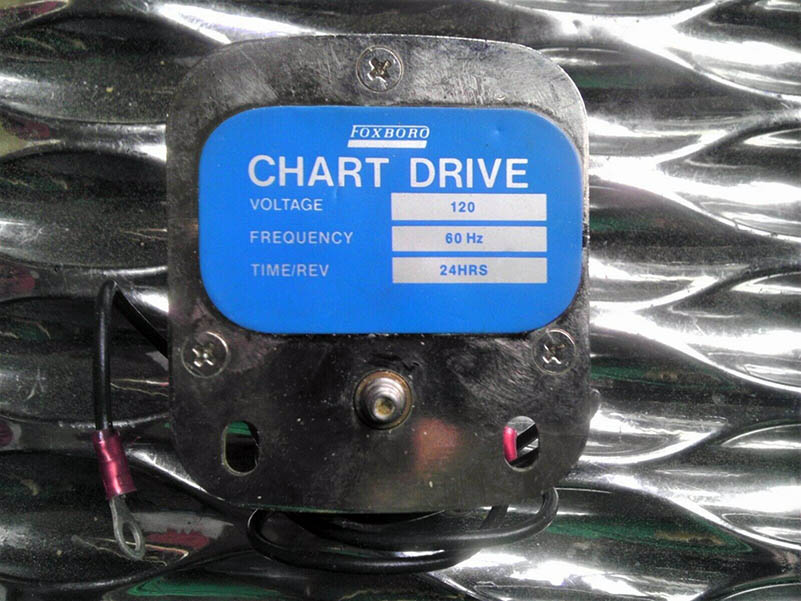 FOXBORO
CHART DRIVE
VOLTAGE 120
FREQUENCY 60 Hz
TIME/REV 24HRS